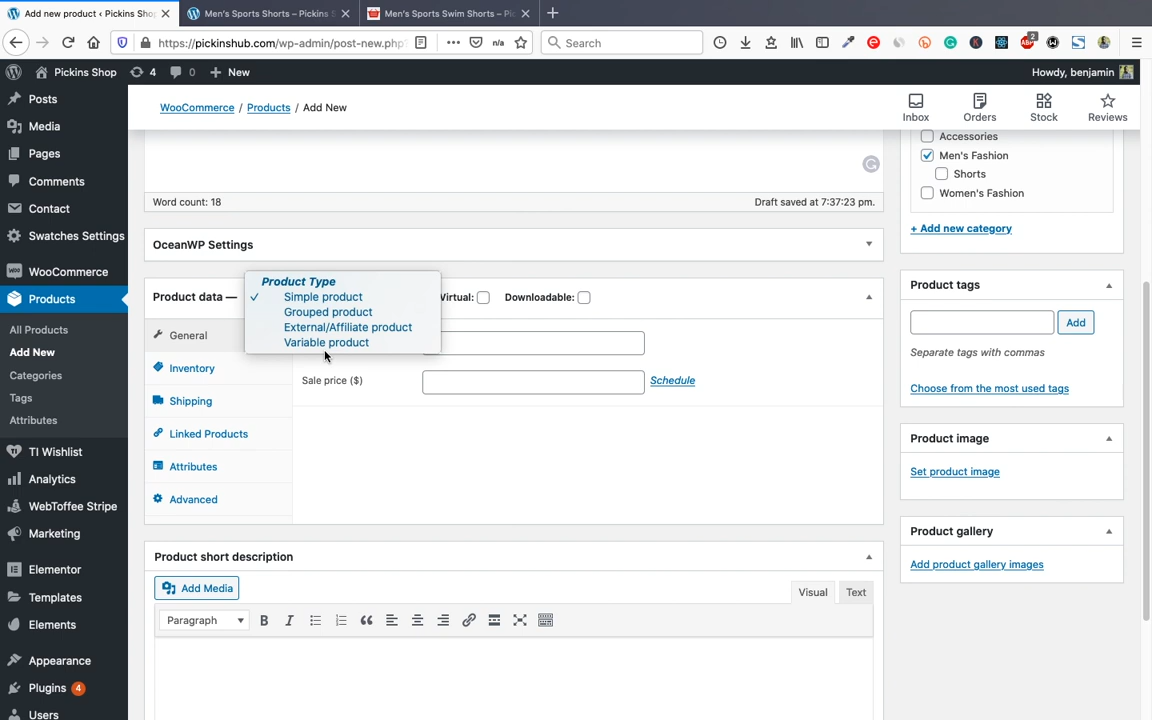 Add new product ‹ Pickins Shop
Men's Sports Shorts – Pickins S
Men's Sports Swim Shorts – Pic
https://pickinshub.com/wp-admin/post-new.php?
n/a
Search
2
Pickins Shop
4
0
New
Howdy, benjamin
Posts
Media
Pages
Comments
Contact
Swatches Settings
WooCommerce
Products
All Products
Add New
Categories
Tags
Attributes
TI Wishlist
Analytics
WebToffee Stripe
Marketing
Elementor
Templates
Elements
Appearance
Plugins 4
Users
WooCommerce / Products / Add New
Inbox
Orders
Stock
Reviews
Word count: 18
Draft saved at 7:37:23 pm.
OceanWP Settings
Product data —
Product Type
Simple product
Grouped product
External/Affiliate product
Variable product
Virtual:
Downloadable:
General
Inventory
Shipping
Linked Products
Attributes
Advanced
Sale price ($)
Schedule
Product short description
Add Media
Visual
Text
Paragraph
Accessories
Men's Fashion
Shorts
Women's Fashion
+ Add new category
Product tags
Add
Separate tags with commas
Choose from the most used tags
Product image
Set product image
Product gallery
Add product gallery images